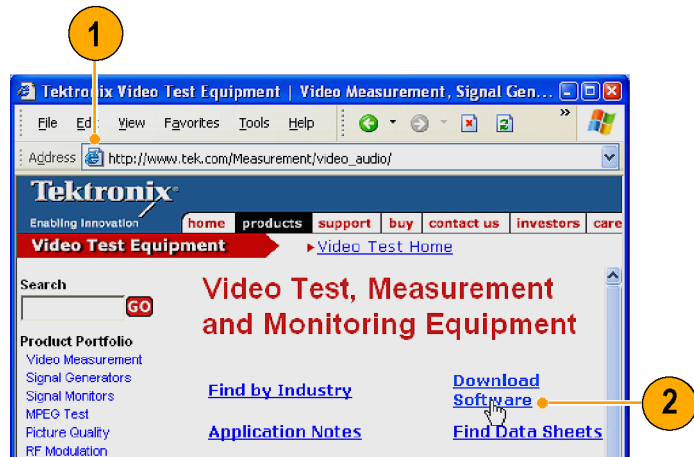 1
Tektronix Video Test Equipment | Video Measurement, Signal Gen...
File Edit View Favorites Tools Help »
Address http://www.tek.com/Measurement/video_audio/
Tektronix
Enabling Innovation
home products support buy contact us investors care
Video Test Equipment
Video Test Home
Search
GO
Product Portfolio
Video Measurement
Signal Generators
Signal Monitors
MPEG Test
Picture Quality
RF Modulation
Video Test, Measurement
and Monitoring Equipment
Find by Industry
Download
Software
2
Application Notes
Find Data Sheets